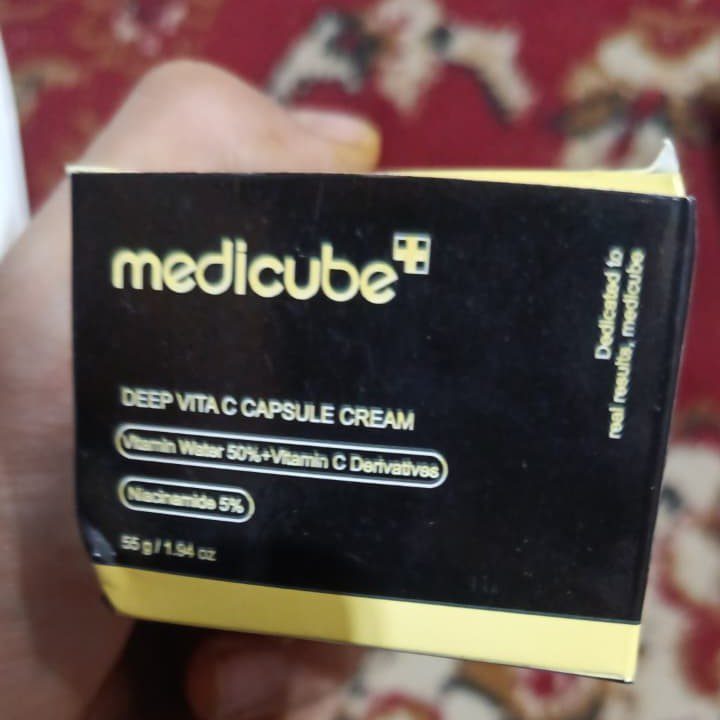 medicube
DEEP VITA C CAPSULE CREAM
Vitamin Water 50%+Vitamin C Derivatives
Niacinamide 5%
55 g / 1.94 oz
Dedicated to
real results, medicube